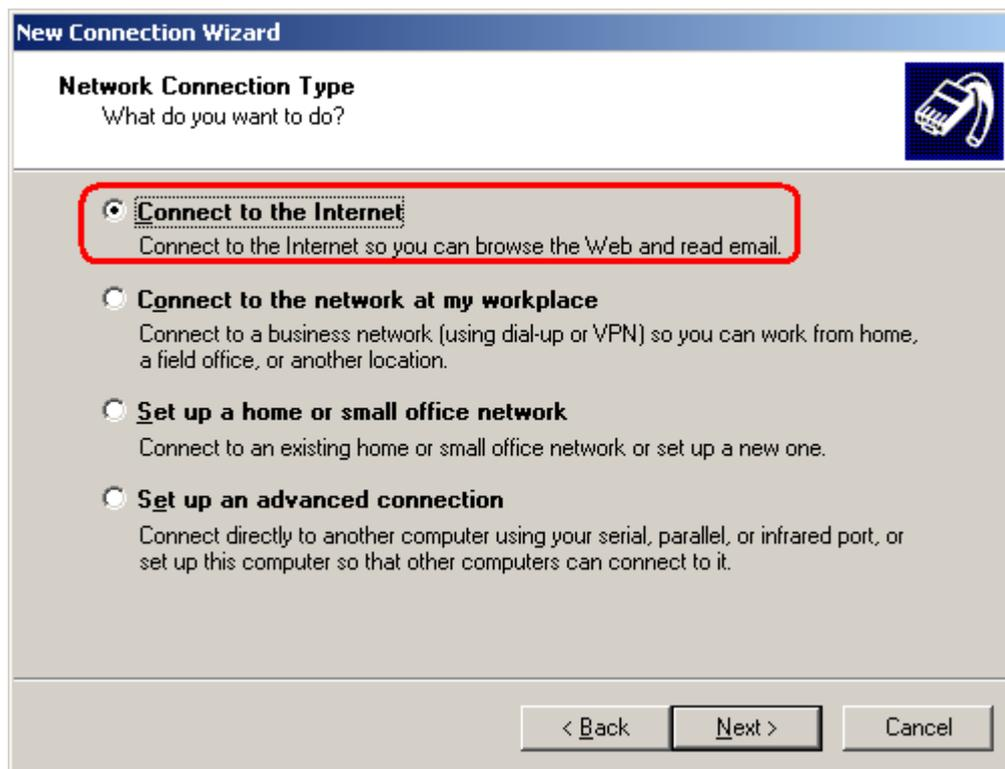 New Connection Wizard
Network Connection Type
What do you want to do?
Connect to the Internet
Connect to the Internet so you can browse the Web and read email.
Connect to the network at my workplace
Connect to a business network (using dial-up or VPN) so you can work from home,
a field office, or another location.
Set up a home or small office network
Connect to an existing home or small office network or set up a new one.
Set up an advanced connection
Connect directly to another computer using your serial, parallel, or infrared port, or
set up this computer so that other computers can connect to it.
< Back
Next >
Cancel